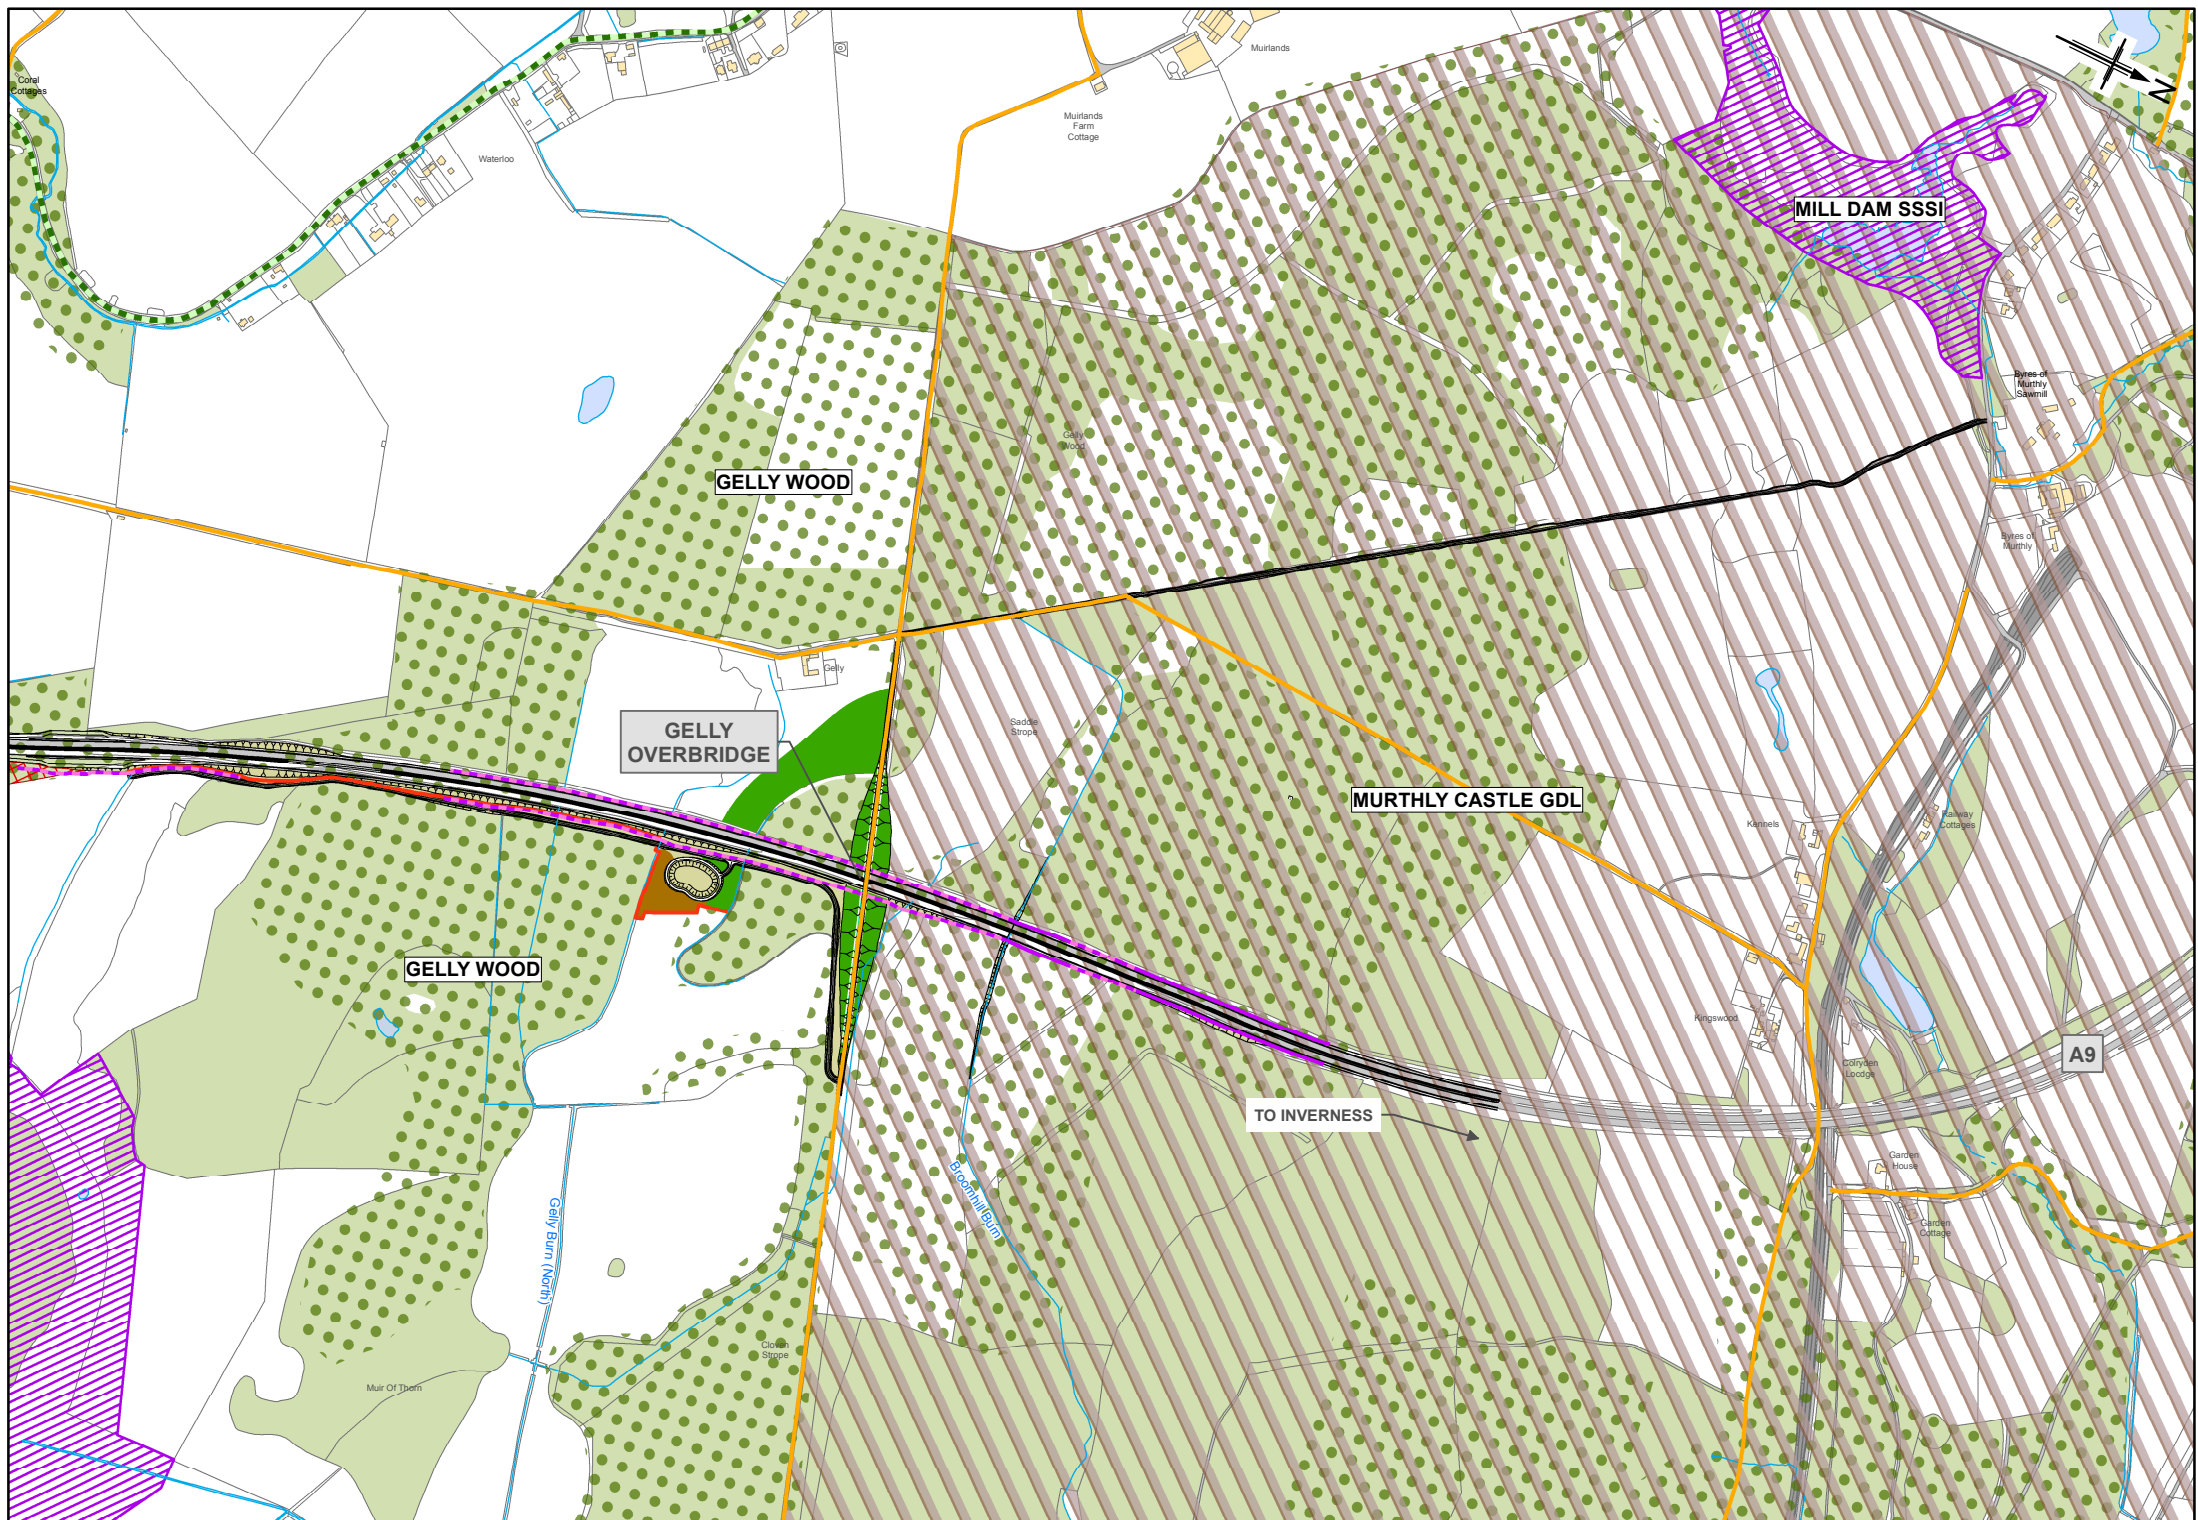 Coral
Cottages
Waterloo
Muirlands
Muirlands
Farm
Cottage
N
MILL DAM SSSI
Byres of
Murthly
Sawmill
Gelly
Wood
GELLY WOOD
Byres of
Murthly
Gelly
GELLY
OVERBRIDGE
Saddle
Strope
MURTHLY CASTLE GDL
Kennels
Railway
Cottages
GELLY WOOD
Kingswood
Colryden
Locdge
A9
TO INVERNESS
Garden
House
Broomhill Burn
Gelly Burn (North)
Garden
Cottage
Cloven
Strope
Muir Of Thorn